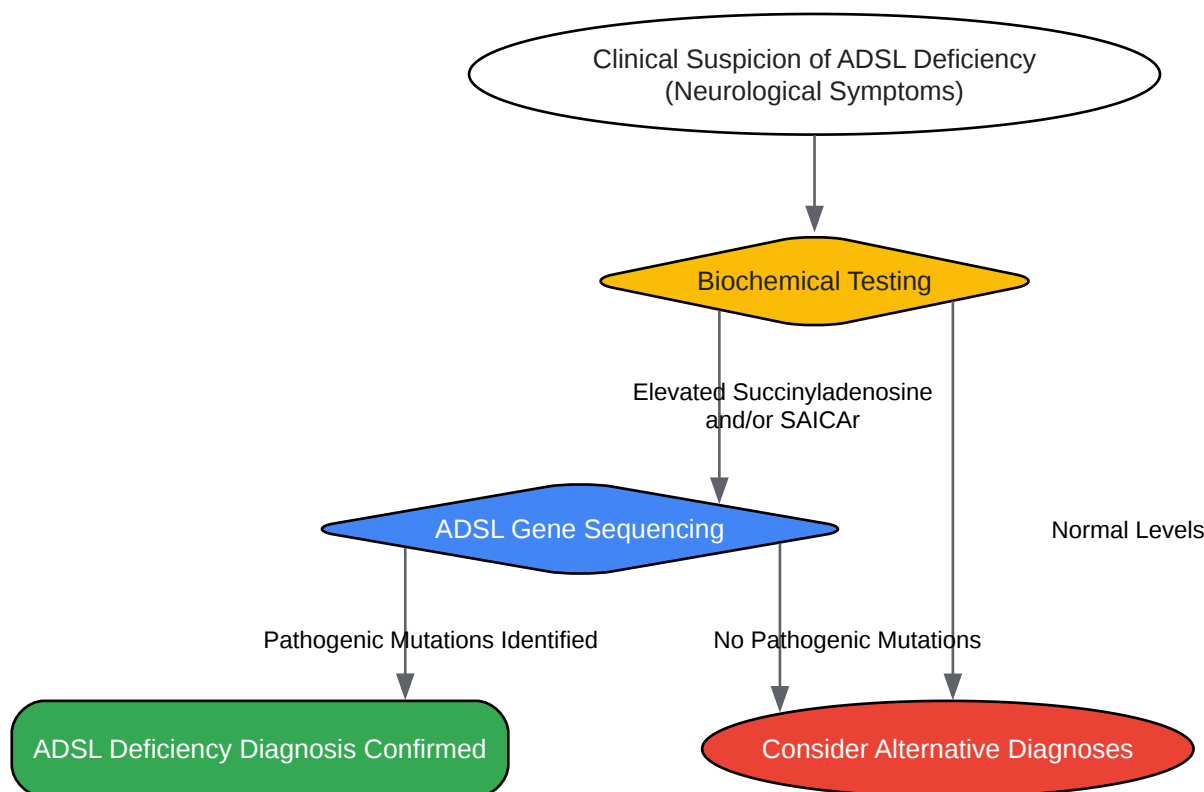 Clinical Suspicion of ADSL Deficiency
(Neurological Symptoms)
Biochemical Testing
Elevated Succinyladenosine
and/or SAICAr
ADSL Gene Sequencing
Normal Levels
Pathogenic Mutations Identified
No Pathogenic Mutations
ADSL Deficiency Diagnosis Confirmed
Consider Alternative Diagnoses